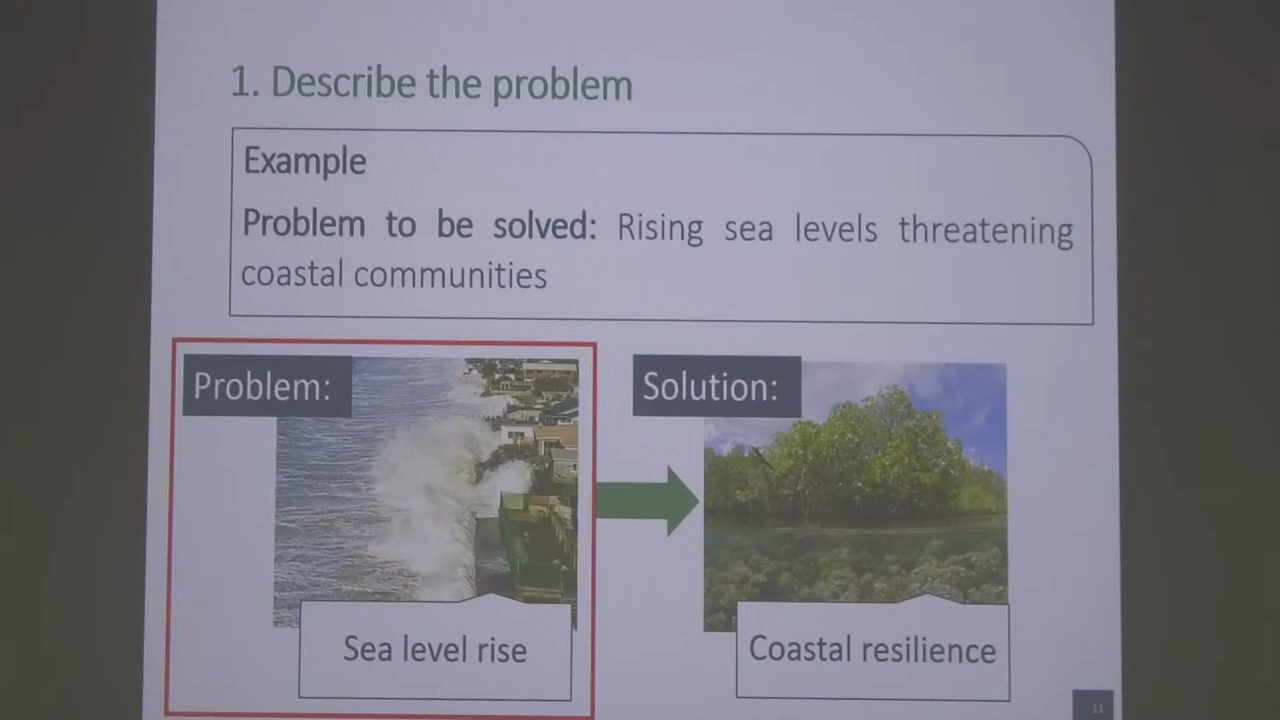 1. Describe the problem
Example
Problem to be solved: Rising sea levels threatening
coastal communities
Problem:
Solution:
Sea level rise
Coastal resilience
11